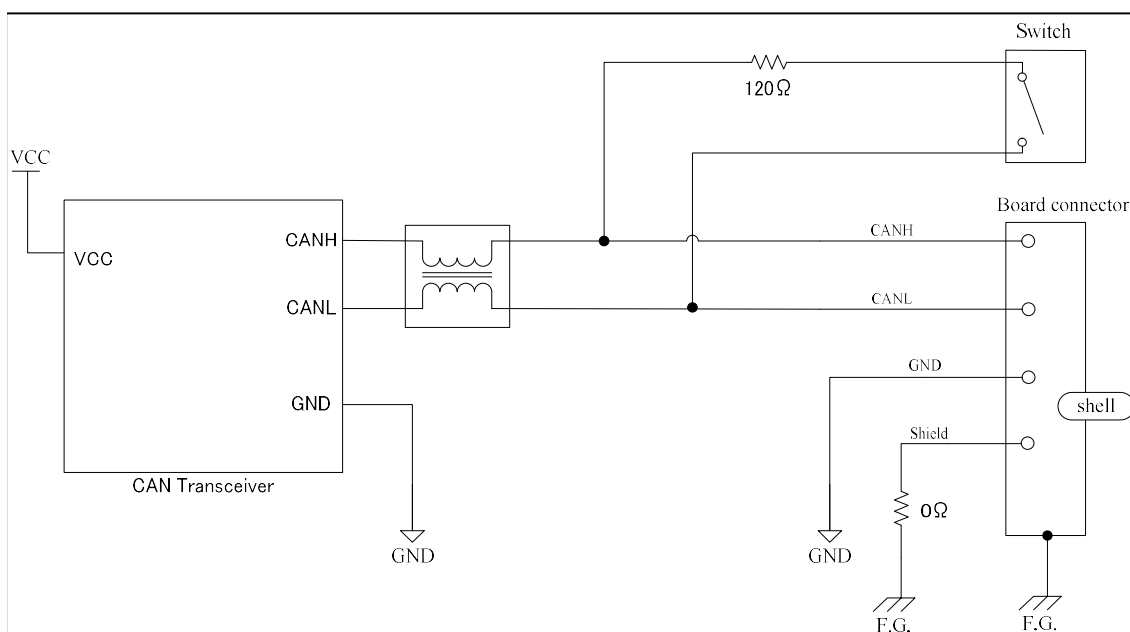 Switch
120Ω
VCC
Board connector
CANH
CANH
VCC
CANL
CANL
GND
GND
shell
Shield
CAN Transceiver
0Ω
GND
GND
F.G.
F.G.